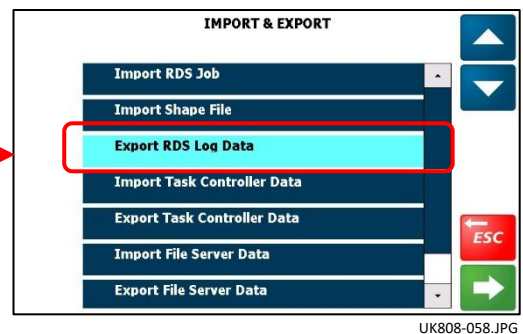 IMPORT & EXPORT
Import RDS Job
Import Shape File
Export RDS Log Data
Import Task Controller Data
Export Task Controller Data
ESC
Import File Server Data
Export File Server Data
UK808-058.JPG